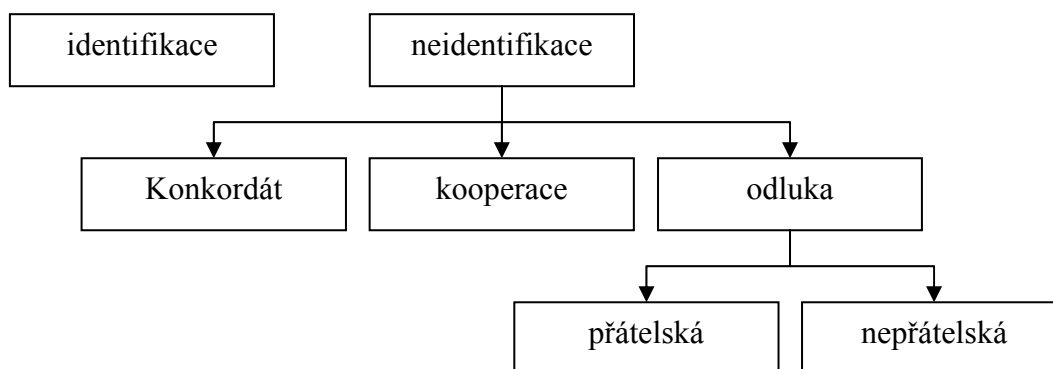 identifikace
neidentifikace
Konkordát
kooperace
odluka
přátelská
nepřátelská